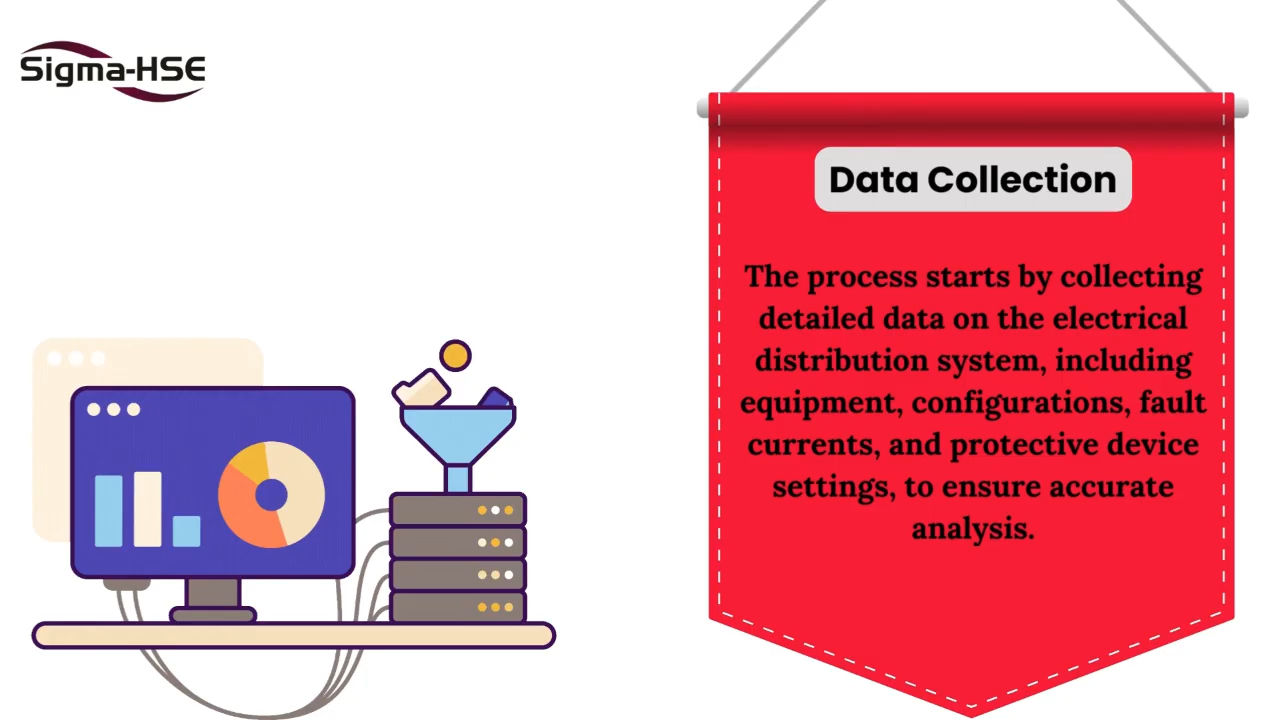 Sigma-HSE
Data Collection
The process starts by collecting
detailed data on the electrical
distribution system, including
equipment, configurations, fault
currents, and protective device
settings, to ensure accurate
analysis.